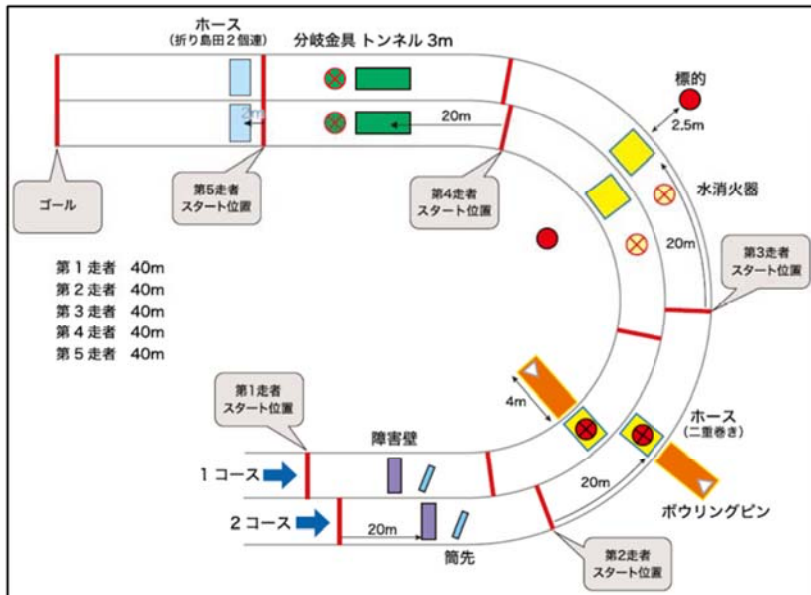 ホース
(折り島田2個連)
分岐金具 トンネル3m
標的
2m
20m
2.5m
ゴール
第5走者
スタート位置
第4走者
スタート位置
水消火器
20m
第3走者
スタート位置
第1走者 40m
第2走者 40m
第3走者 40m
第4走者 40m
第5走者 40m
第1走者
スタート位置
4m
ホース
(二重巻き)
障害壁
1コース
20m
ボウリングピン
2コース
20m
筒先
第2走者
スタート位置